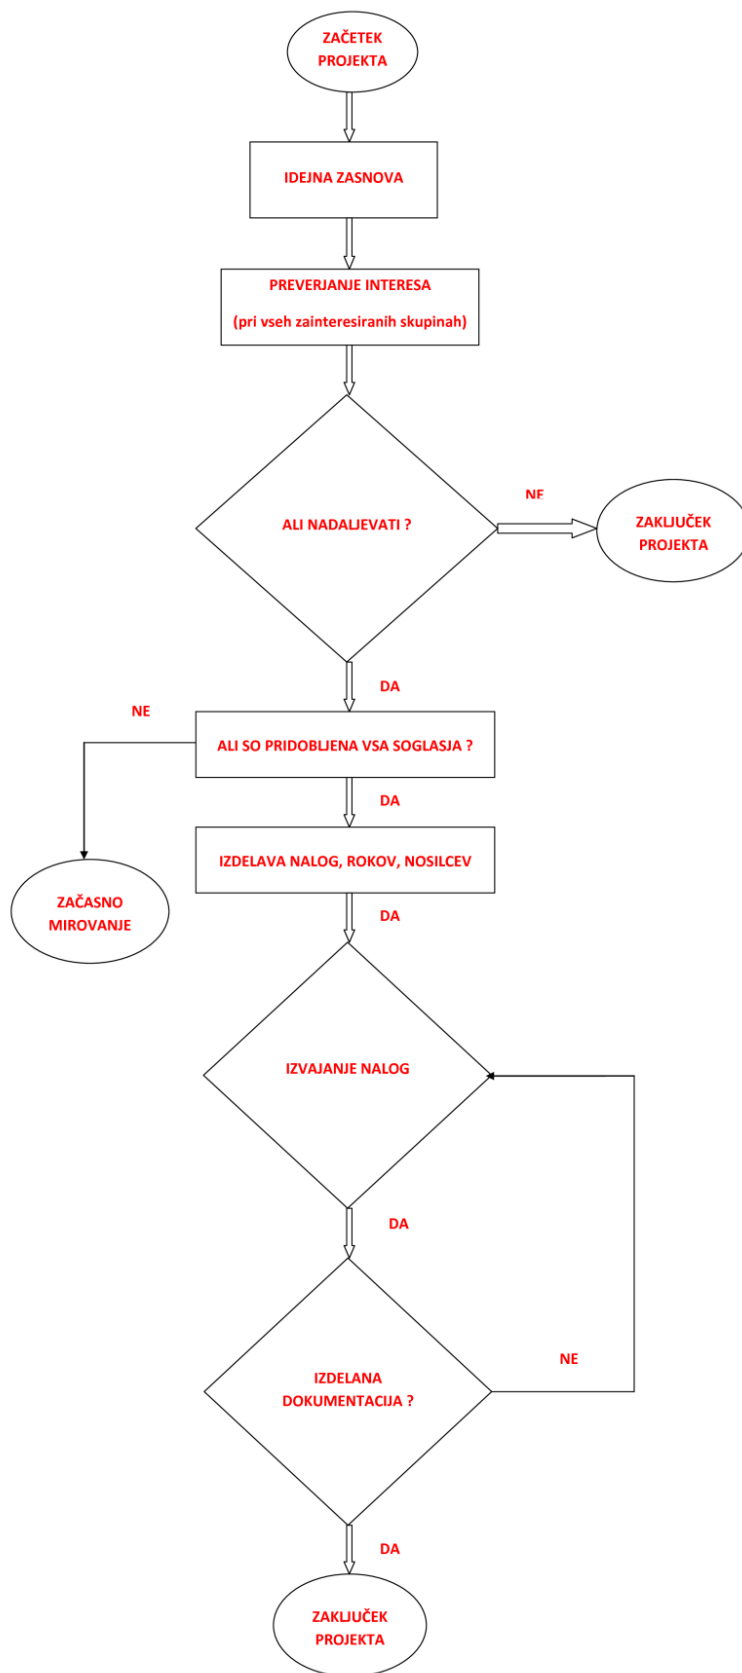 ZAČETEK
PROJEKTA
IDEJNA ZASNOVA
PREVERJANJE INTERESA
(pri vseh zainteresiranih skupinah)
ALI NADALJEVATI ?
NE
ZAKLJUČEK
PROJEKTA
DA
NE
ALI SO PRIDOBLJENA VSA SOGLASJA ?
DA
IZDELAVA NALOG, ROKOV, NOSILCEV
ZAČASNO
MIROVANJE
DA
IZVAJANJE NALOG
DA
NE
IZDELANA
DOKUMENTACIJA ?
DA
ZAKLJUČEK
PROJEKTA